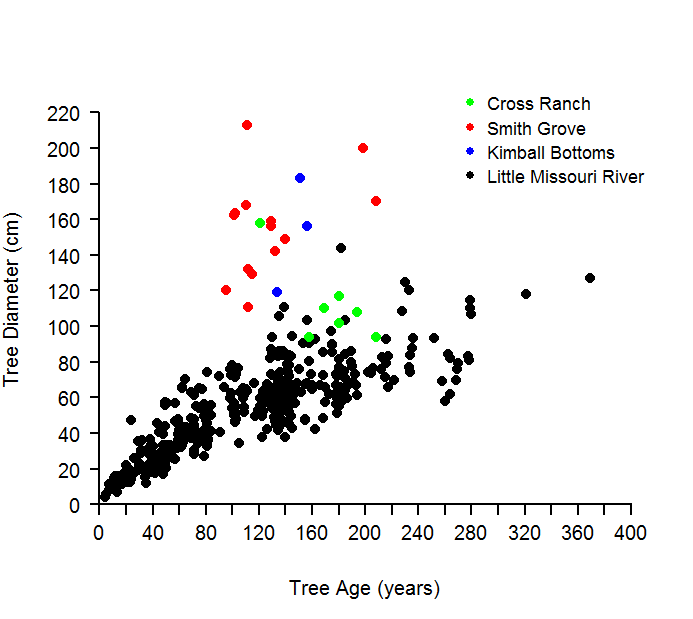 Cross Ranch
Smith Grove
Kimball Bottoms
Little Missouri River
220
200
180
160
140
120
100
80
60
40
20
0
Tree Diameter (cm)
0 40 80 120 160 200 240 280 320 360 400
Tree Age (years)